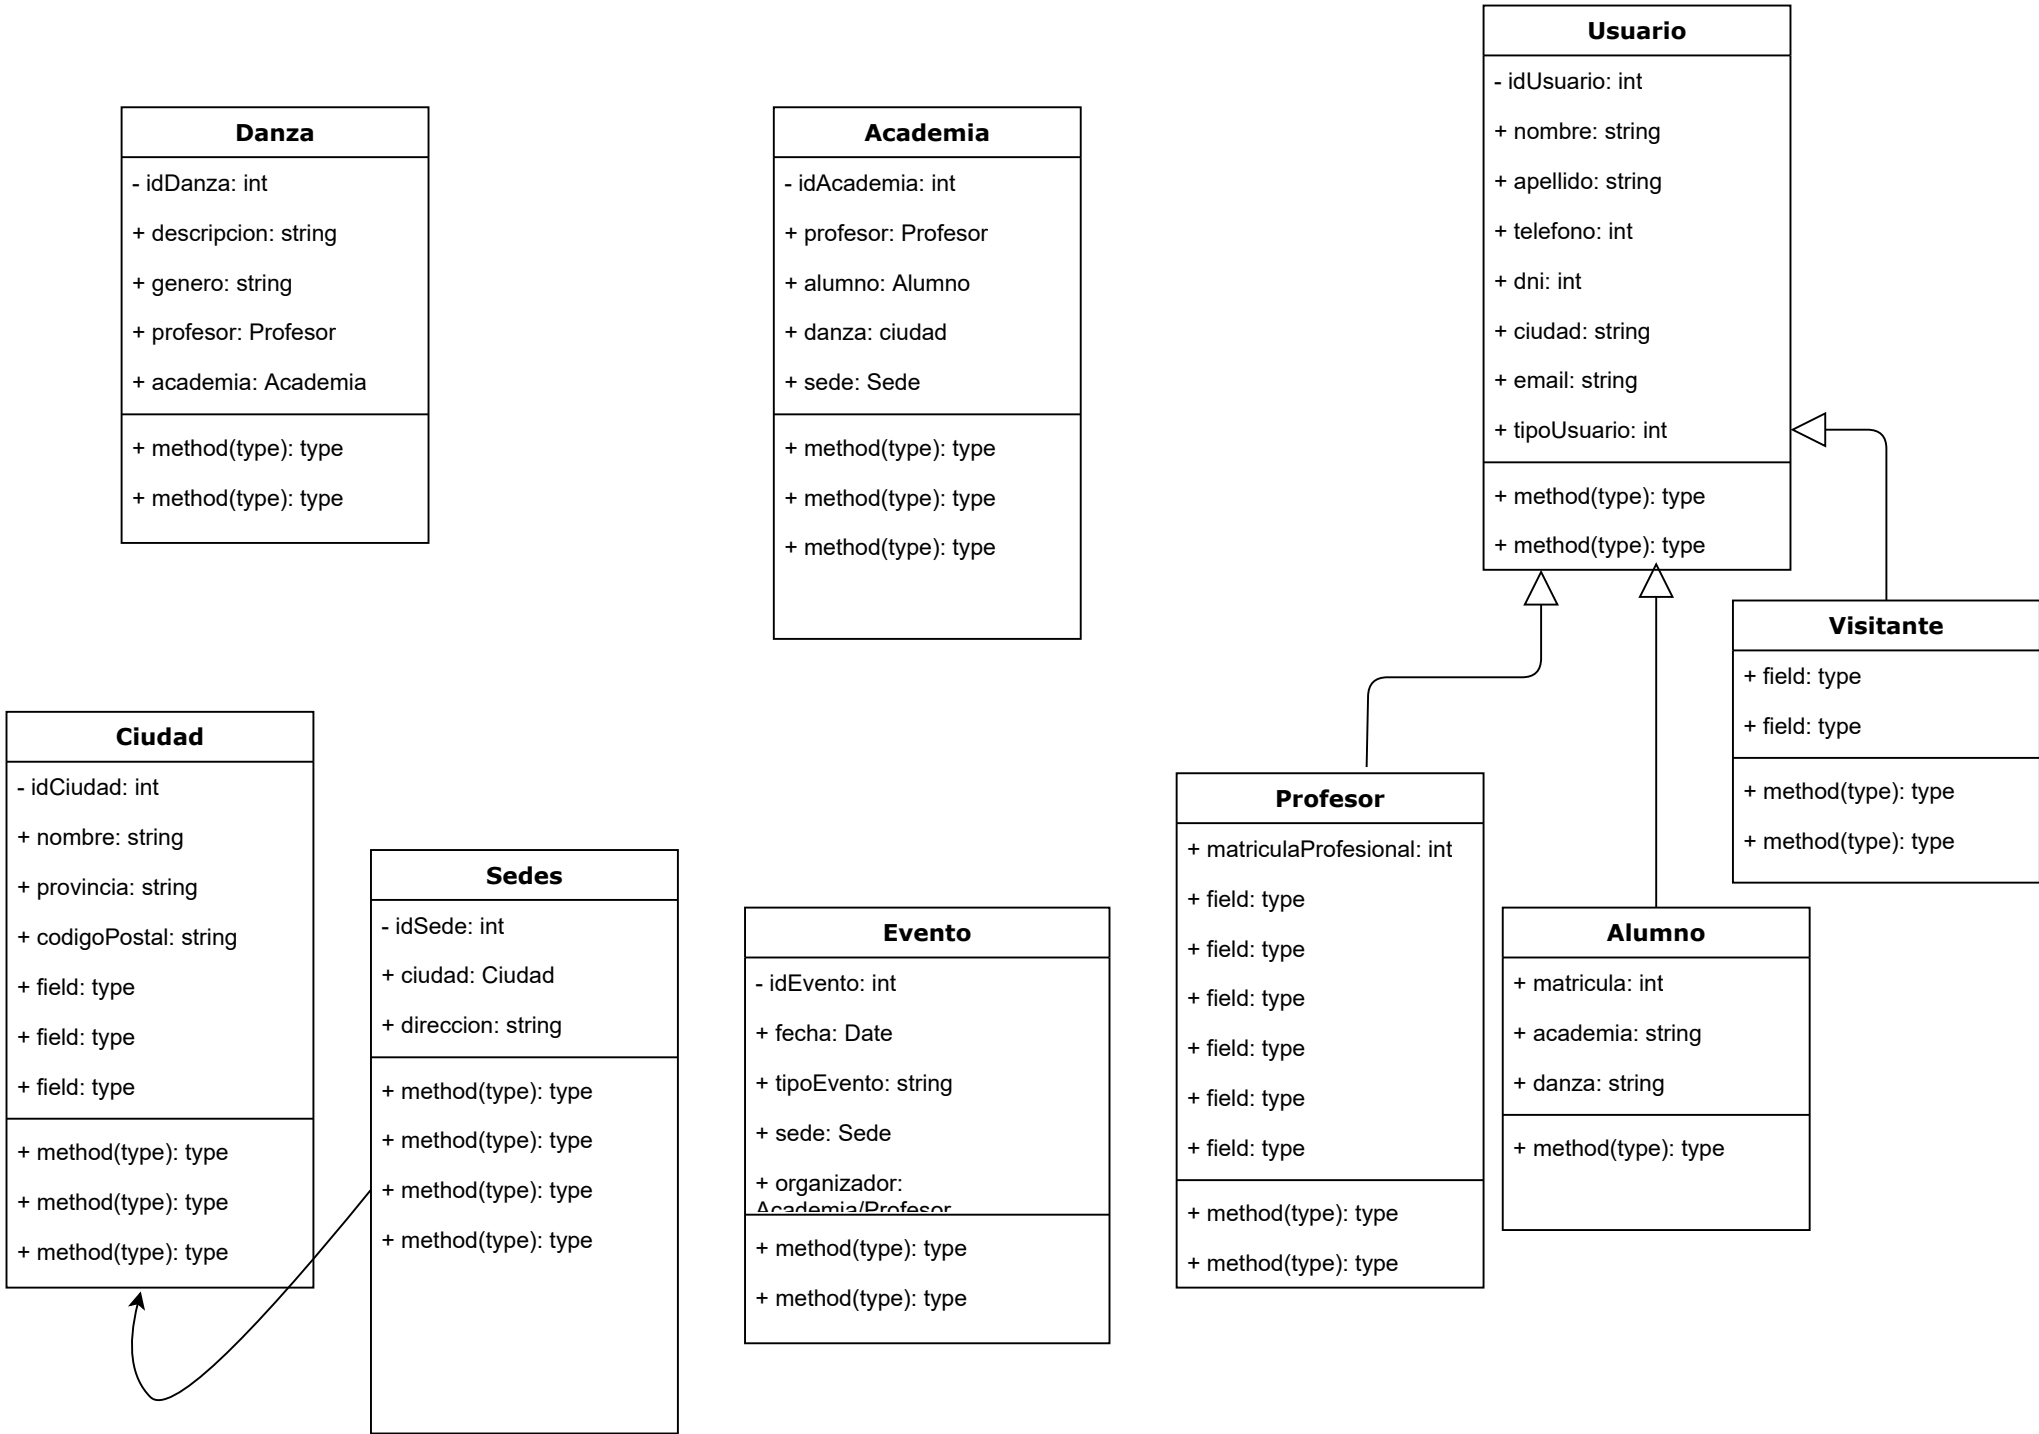 Danza
- idDanza: int
+ descripcion: string
+ genero: string
+ profesor: Profesor
+ academia: Academia
+ method(type): type
+ method(type): type
Academia
- idAcademia: int
+ profesor: Profesor
+ alumno: Alumno
+ danza: ciudad
+ sede: Sede
+ method(type): type
+ method(type): type
+ method(type): type
Usuario
- idUsuario: int
+ nombre: string
+ apellido: string
+ telefono: int
+ dni: int
+ ciudad: string
+ email: string
+ tipoUsuario: int
+ method(type): type
+ method(type): type
Visitante
+ field: type
+ field: type
+ method(type): type
+ method(type): type
Ciudad
- idCiudad: int
+ nombre: string
+ provincia: string
+ codigoPostal: string
+ field: type
+ field: type
+ field: type
+ method(type): type
+ method(type): type
+ method(type): type
Sedes
- idSede: int
+ ciudad: Ciudad
+ direccion: string
+ method(type): type
+ method(type): type
+ method(type): type
+ method(type): type
Evento
- idEvento: int
+ fecha: Date
+ tipoEvento: string
+ sede: Sede
+ organizador:
Academia/Profesor
+ method(type): type
+ method(type): type
Profesor
+ matriculaProfesional: int
+ field: type
+ field: type
+ field: type
+ field: type
+ field: type
+ field: type
+ method(type): type
+ method(type): type
Alumno
+ matricula: int
+ academia: string
+ danza: string
+ method(type): type